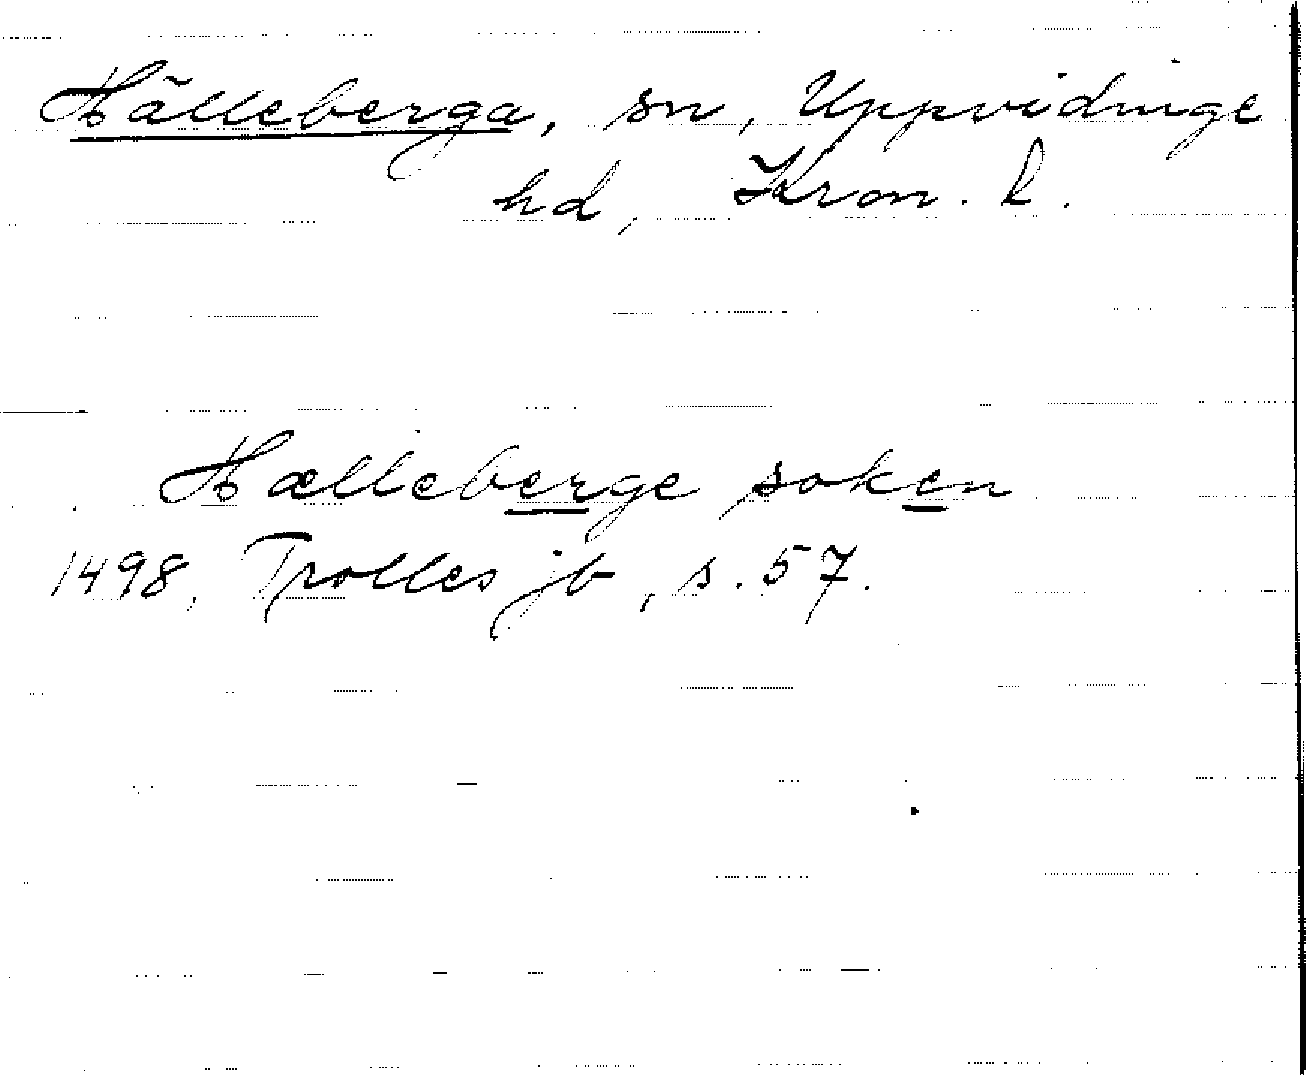 Hälleberga, sn, Uppvidinge
hd, Kron. l.
Hælleberge soken
1498, Trolles jb, s. 57.